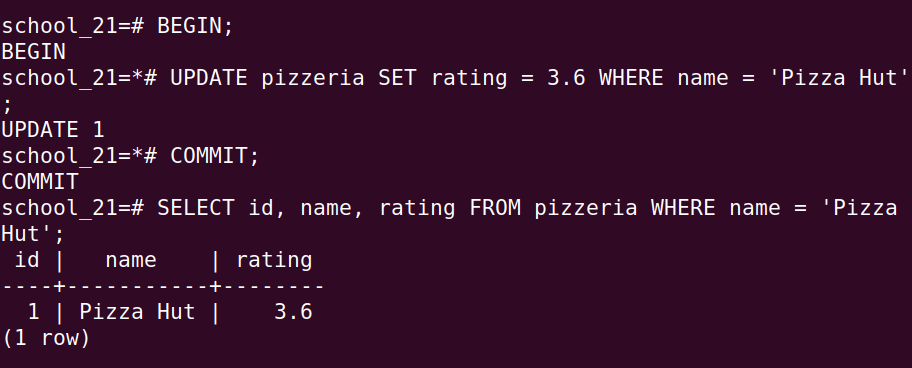 school_21=# BEGIN;
BEGIN
school_21=*# UPDATE pizzeria SET rating = 3.6 WHERE name = 'Pizza Hut'
;
UPDATE 1
school_21=*# COMMIT;
COMMIT
school_21=# SELECT id, name, rating FROM pizzeria WHERE name = 'Pizza
Hut';
 id |   name    | rating
----+-----------+--------
  1 | Pizza Hut |    3.6
(1 row)